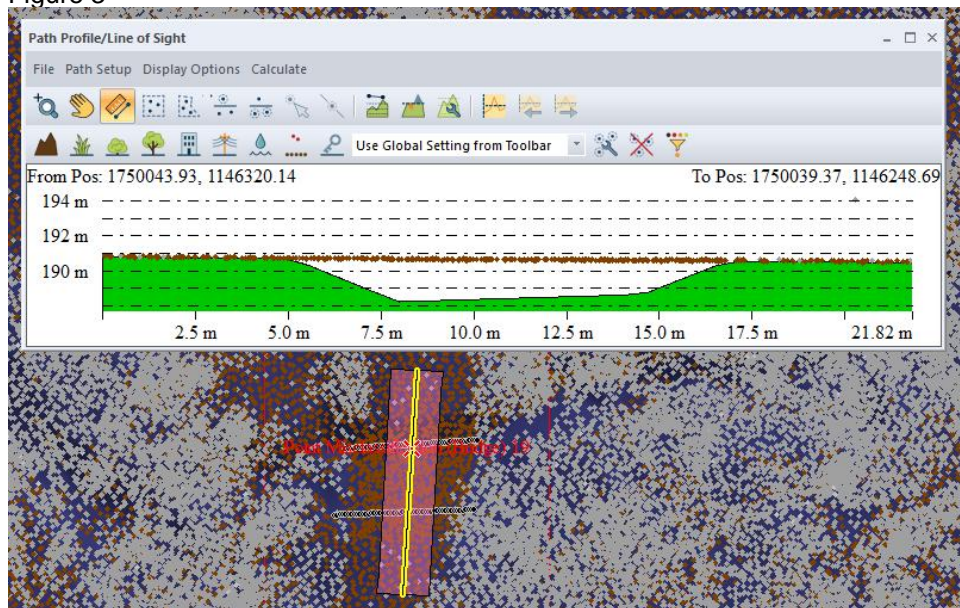 Path Profile/Line of Sight
File Path Setup Display Options Calculate
Use Global Setting from Toolbar
From Pos: 1750043.93, 1146320.14 To Pos: 1750039.37, 1146248.69
194 m
192 m
190 m
2.5 m 5.0 m 7.5 m 10.0 m 12.5 m 15.0 m 17.5 m 21.82 m